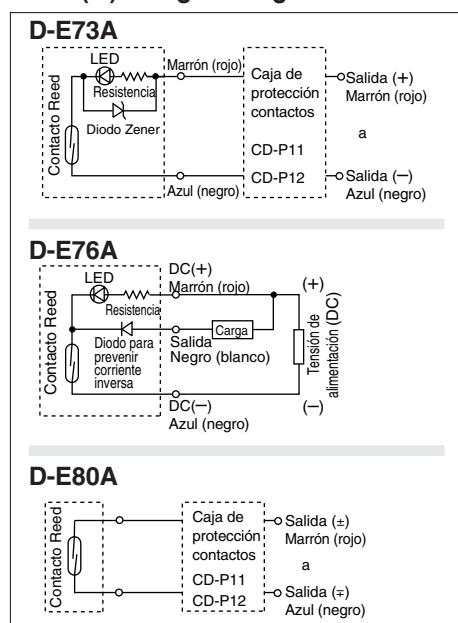 D-E73A
LED
Marrón (rojo)
Resistencia
Diodo Zener
Contacto Reed
Azul (negro)
Caja de
protección
contactos
CD-P11
CD-P12
Salida (+)
Marrón (rojo)
a
Salida (−)
Azul (negro)
D-E76A
LED
DC(+)
Marrón (rojo)
(+)
Resistencia
Contacto Reed
Diodo para
prevenir
corriente
inversa
Carga
Salida
Negro (blanco)
Tensión de
alimentación (DC)
DC(−)
Azul (negro)
(−)
D-E80A
Contacto Reed
Caja de
protección
contactos
CD-P11
CD-P12
Salida (±)
Marrón (rojo)
a
Salida (∓)
Azul (negro)